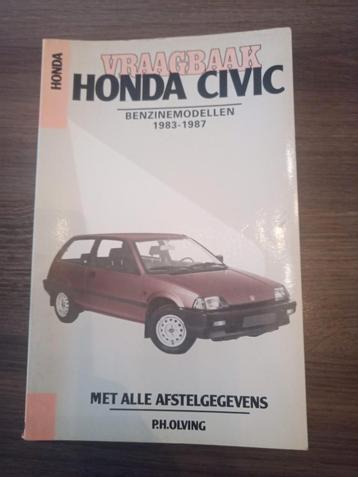 HONDA
VRAAGBAAK
HONDA CIVIC
BENZINEMODELLEN
1983-1987
MET ALLE AFSTELGEGEVENS
P.H.OLVING